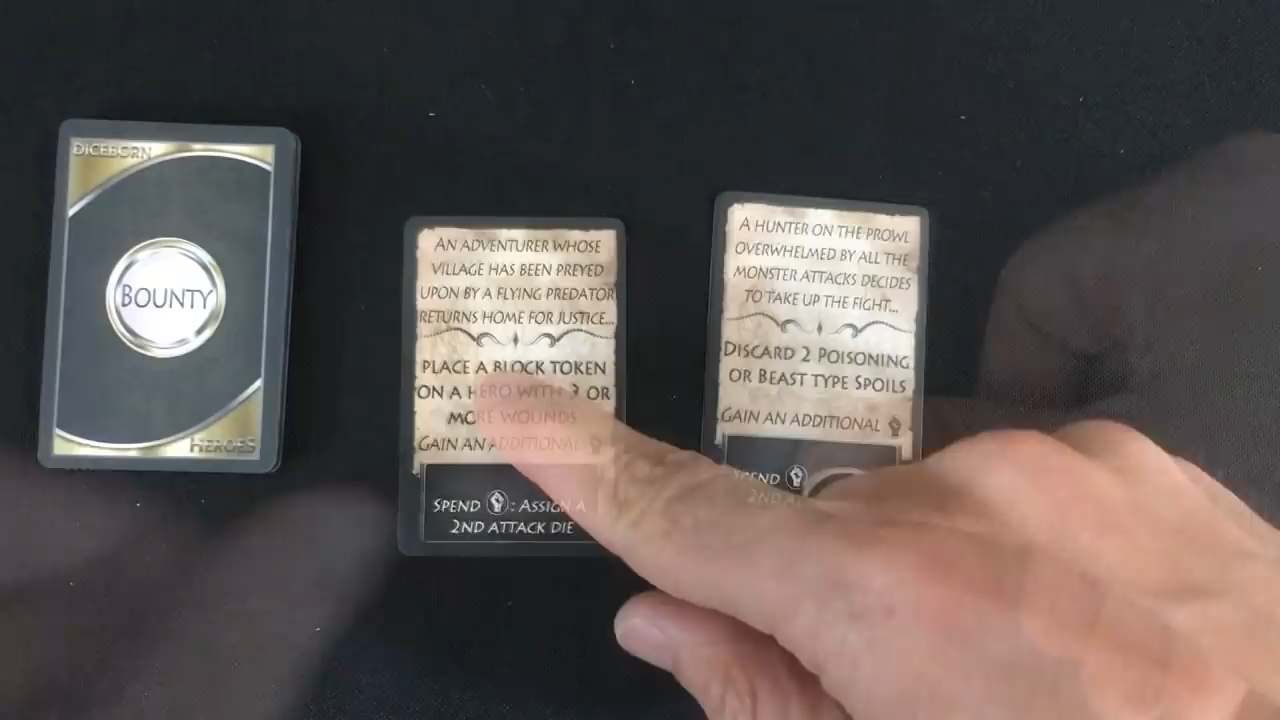 DICEBORN
BOUNTY
HEROES
AN ADVENTURER WHOSE
VILLAGE HAS BEEN PREYED
UPON BY A FLYING PREDATOR
RETURNS HOME FOR JUSTICE...
PLACE A BLOCK TOKEN
ON A HERO WITH 3 OR
MORE WOUNDS
GAIN AN ADDITIONAL
SPEND : ASSIGN A
2ND ATTACK DIE
A HUNTER ON THE PROWL
OVERWHELMED BY ALL THE
MONSTER ATTACKS DECIDES
TO TAKE UP THE FIGHT...
DISCARD 2 POISONING
OR BEAST TYPE SPOILS
GAIN AN ADDITIONAL
SPEND
2ND